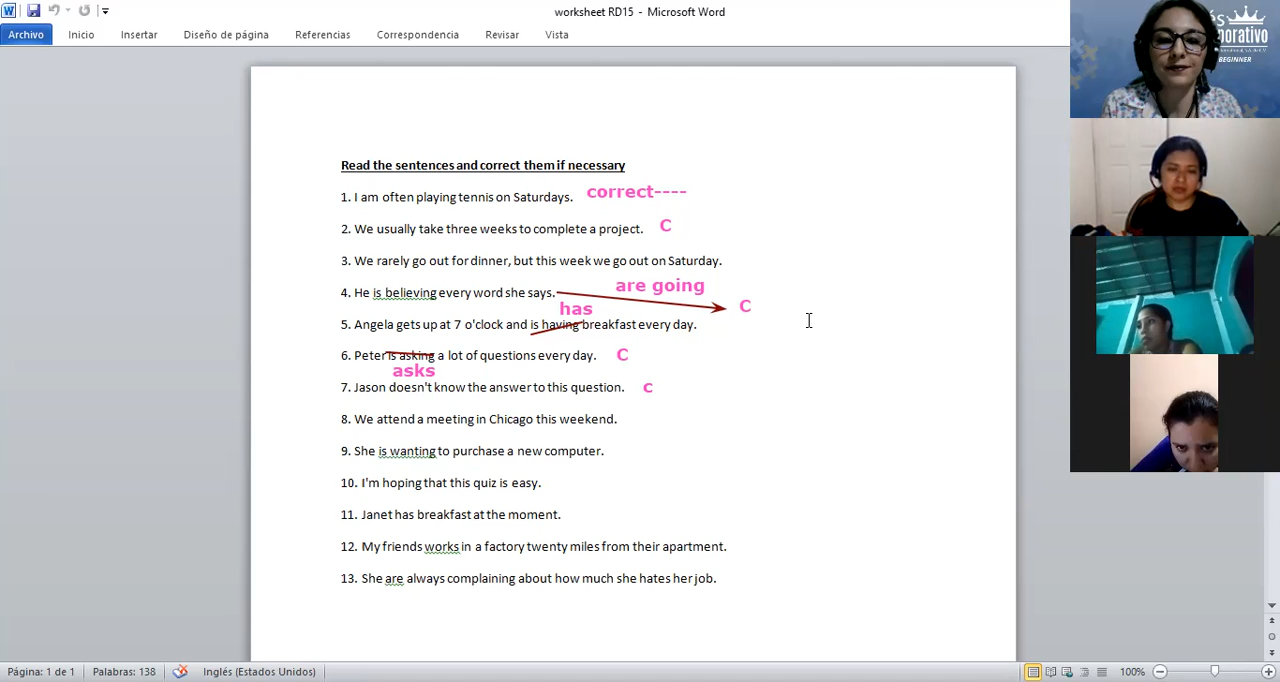 worksheet RD15 - Microsoft Word
Archivo Inicio Insertar Diseño de página Referencias Correspondencia Revisar Vista
BEGINNER
Read the sentences and correct them if necessary
1. I am often playing tennis on Saturdays. correct----
2. We usually take three weeks to complete a project. C
3. We rarely go out for dinner, but this week we go out on Saturday.
are going
4. He is believing every word she says. C
has
5. Angela gets up at 7 o'clock and is having breakfast every day.
6. Peter is asking a lot of questions every day. C
asks
7. Jason doesn't know the answer to this question. c
8. We attend a meeting in Chicago this weekend.
9. She is wanting to purchase a new computer.
10. I'm hoping that this quiz is easy.
11. Janet has breakfast at the moment.
12. My friends works in a factory twenty miles from their apartment.
13. She are always complaining about how much she hates her job.
Página: 1 de 1 Palabras: 138 Inglés (Estados Unidos) 100%